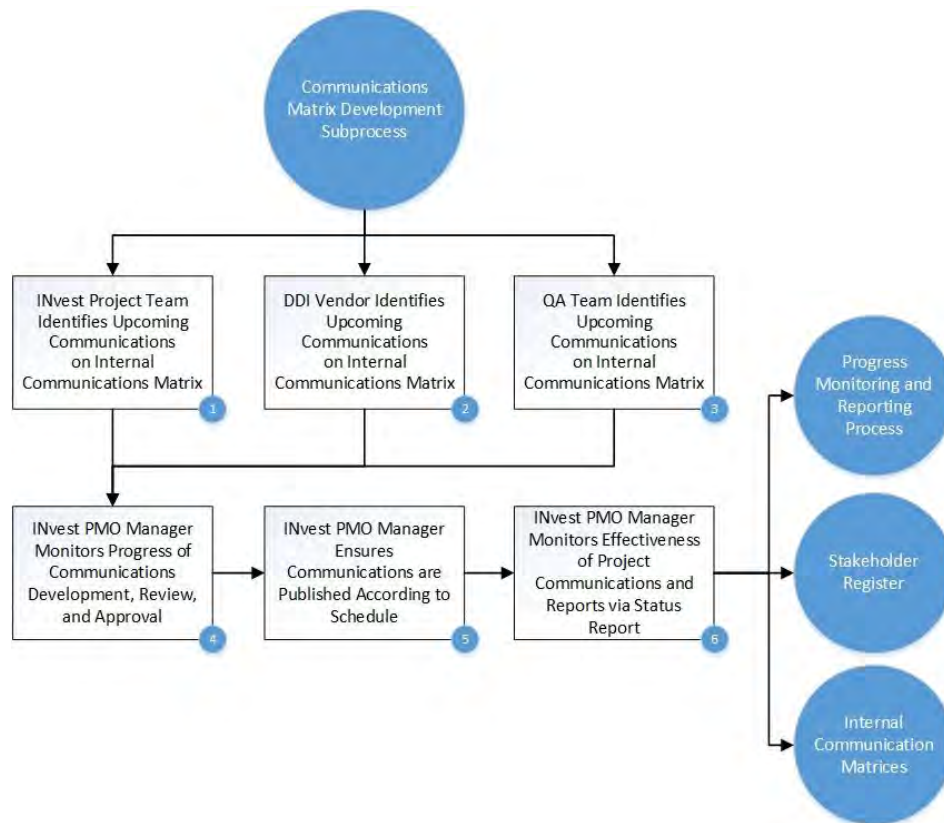 Communications
Matrix Development
Subprocess
INvest Project Team
Identifies Upcoming
Communications
on Internal
Communications Matrix
1
DDI Vendor Identifies
Upcoming
Communications
on Internal
Communications Matrix
2
QA Team Identifies
Upcoming
Communications
on Internal
Communications Matrix
3
INvest PMO Manager
Monitors Progress of
Communications
Development, Review,
and Approval
4
INvest PMO Manager
Ensures
Communications are
Published According to
Schedule
5
INvest PMO Manager
Monitors Effectiveness
of Project
Communications and
Reports via Status
Report
6
Progress
Monitoring and
Reporting
Process
Stakeholder
Register
Internal
Communication
Matrices